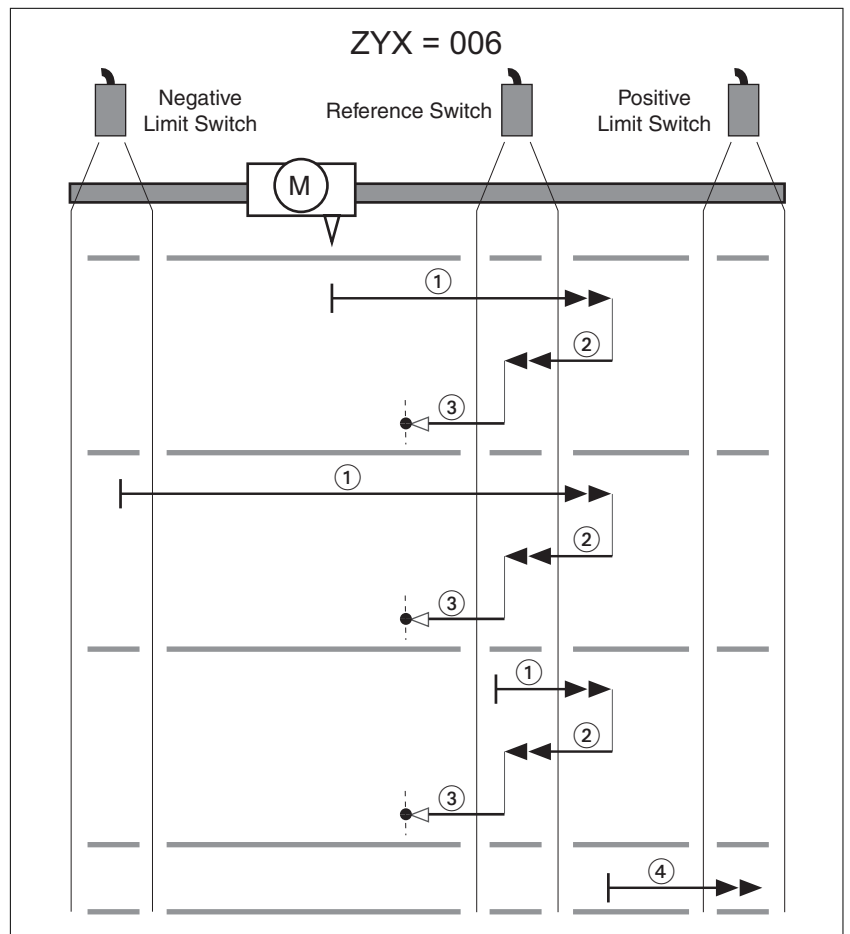 ZYX = 006
Negative
Limit Switch
Reference Switch
Positive
Limit Switch
M
1
2
3
1
2
3
1
2
3
4